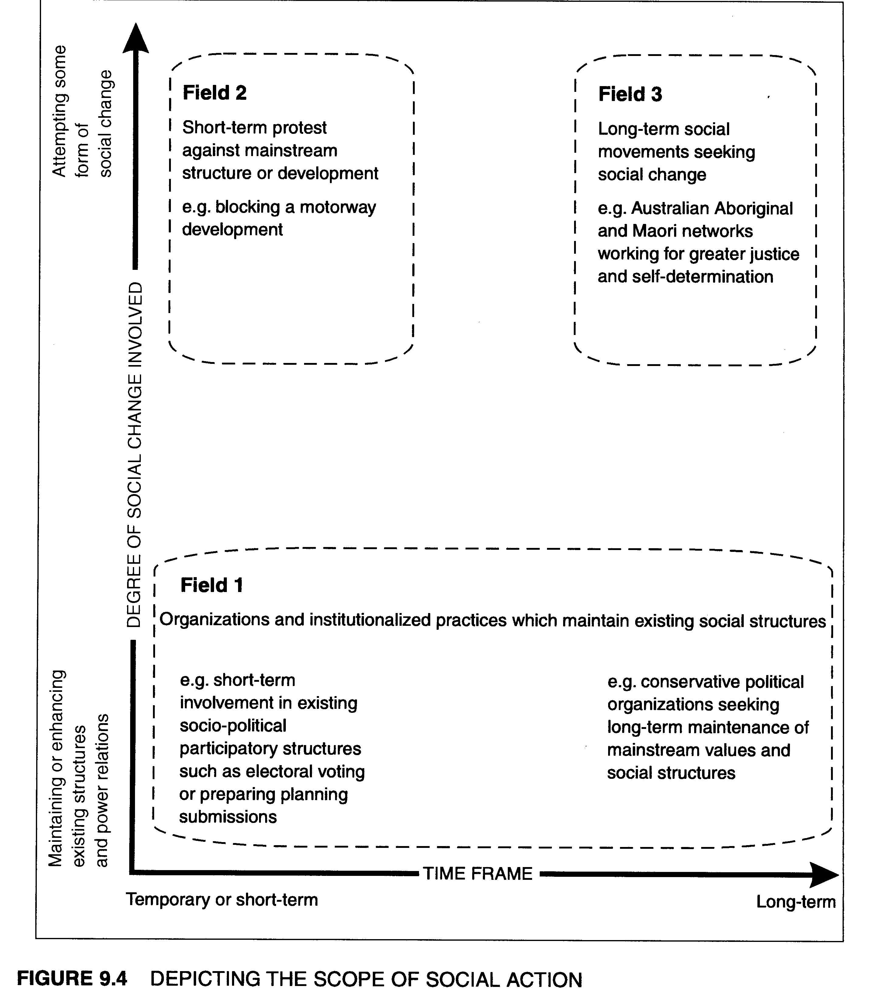 Attempting some
form of
social change
DEGREE OF SOCIAL CHANGE INVOLVED
Maintaining or enhancing
existing structures
and power relations
Field 2
Short-term protest
against mainstream
structure or development
e.g. blocking a motorway
development
Field 3
Long-term social
movements seeking
social change
e.g. Australian Aboriginal
and Maori networks
working for greater justice
and self-determination
Field 1
Organizations and institutionalized practices which maintain existing social structures
e.g. short-term
involvement in existing
socio-political
participatory structures
such as electoral voting
or preparing planning
submissions
e.g. conservative political
organizations seeking
long-term maintenance of
mainstream values and
social structures
TIME FRAME
Temporary or short-term
Long-term
FIGURE 9.4 DEPICTING THE SCOPE OF SOCIAL ACTION